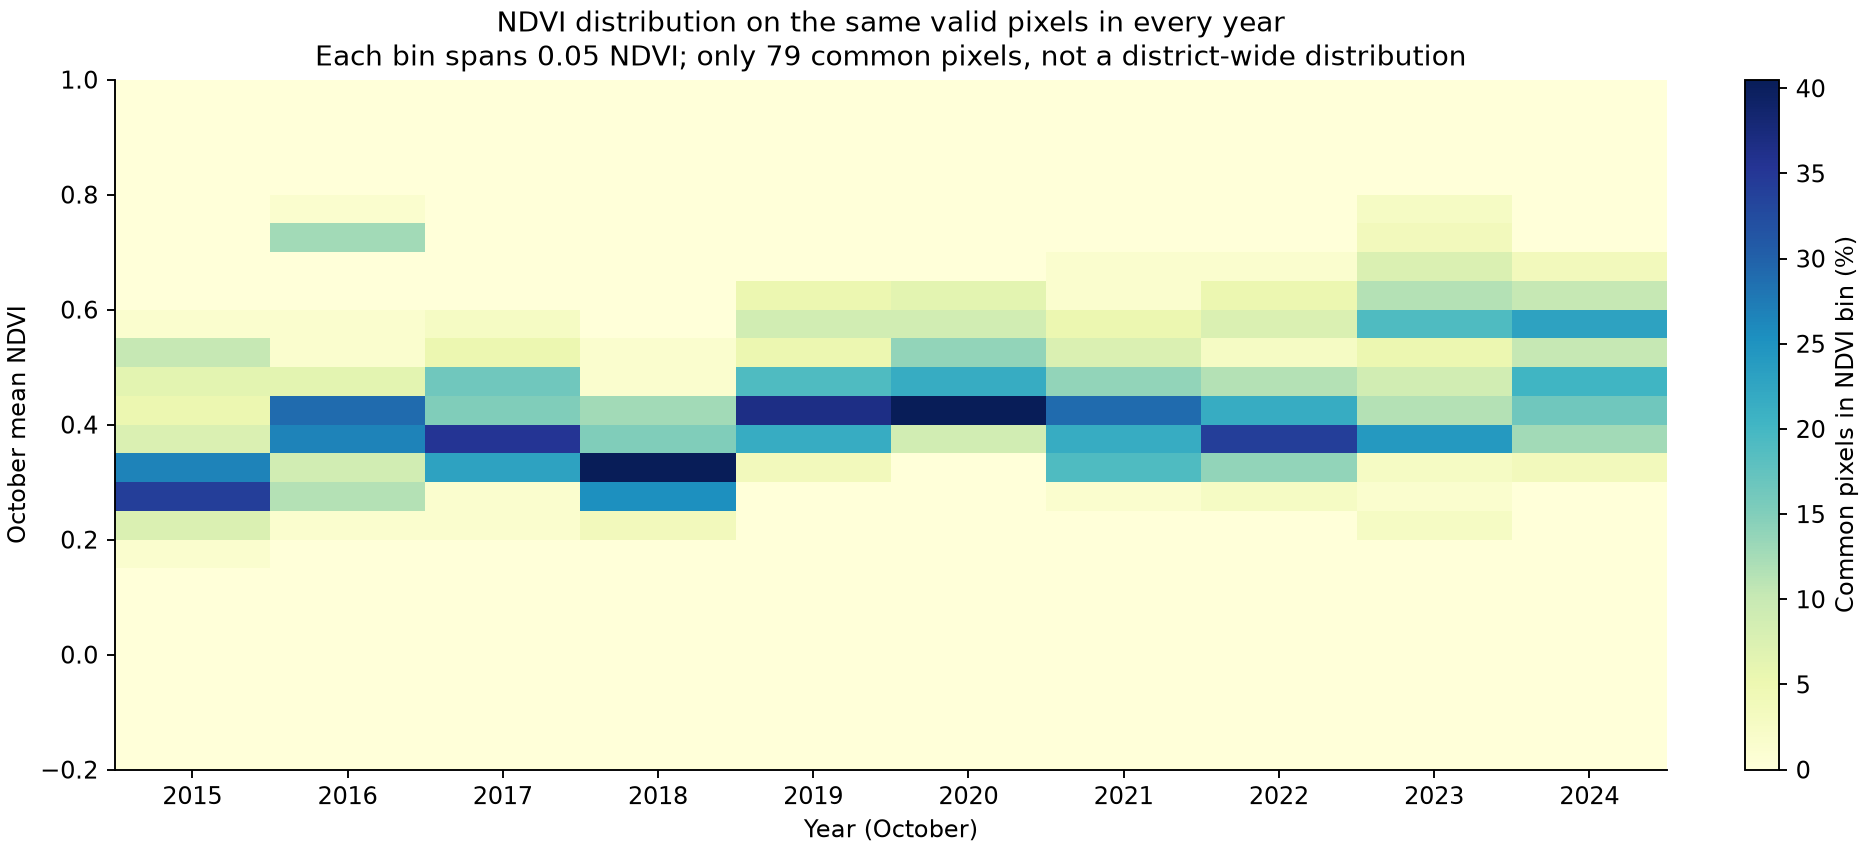 NDVI distribution on the same valid pixels in every year
Each bin spans 0.05 NDVI; only 79 common pixels, not a district-wide distribution
1.0
0.8
0.6
0.4
0.2
0.0
−0.2
October mean NDVI
2015 2016 2017 2018 2019 2020 2021 2022 2023 2024
Year (October)
40
35
30
25
20
15
10
5
0
Common pixels in NDVI bin (%)